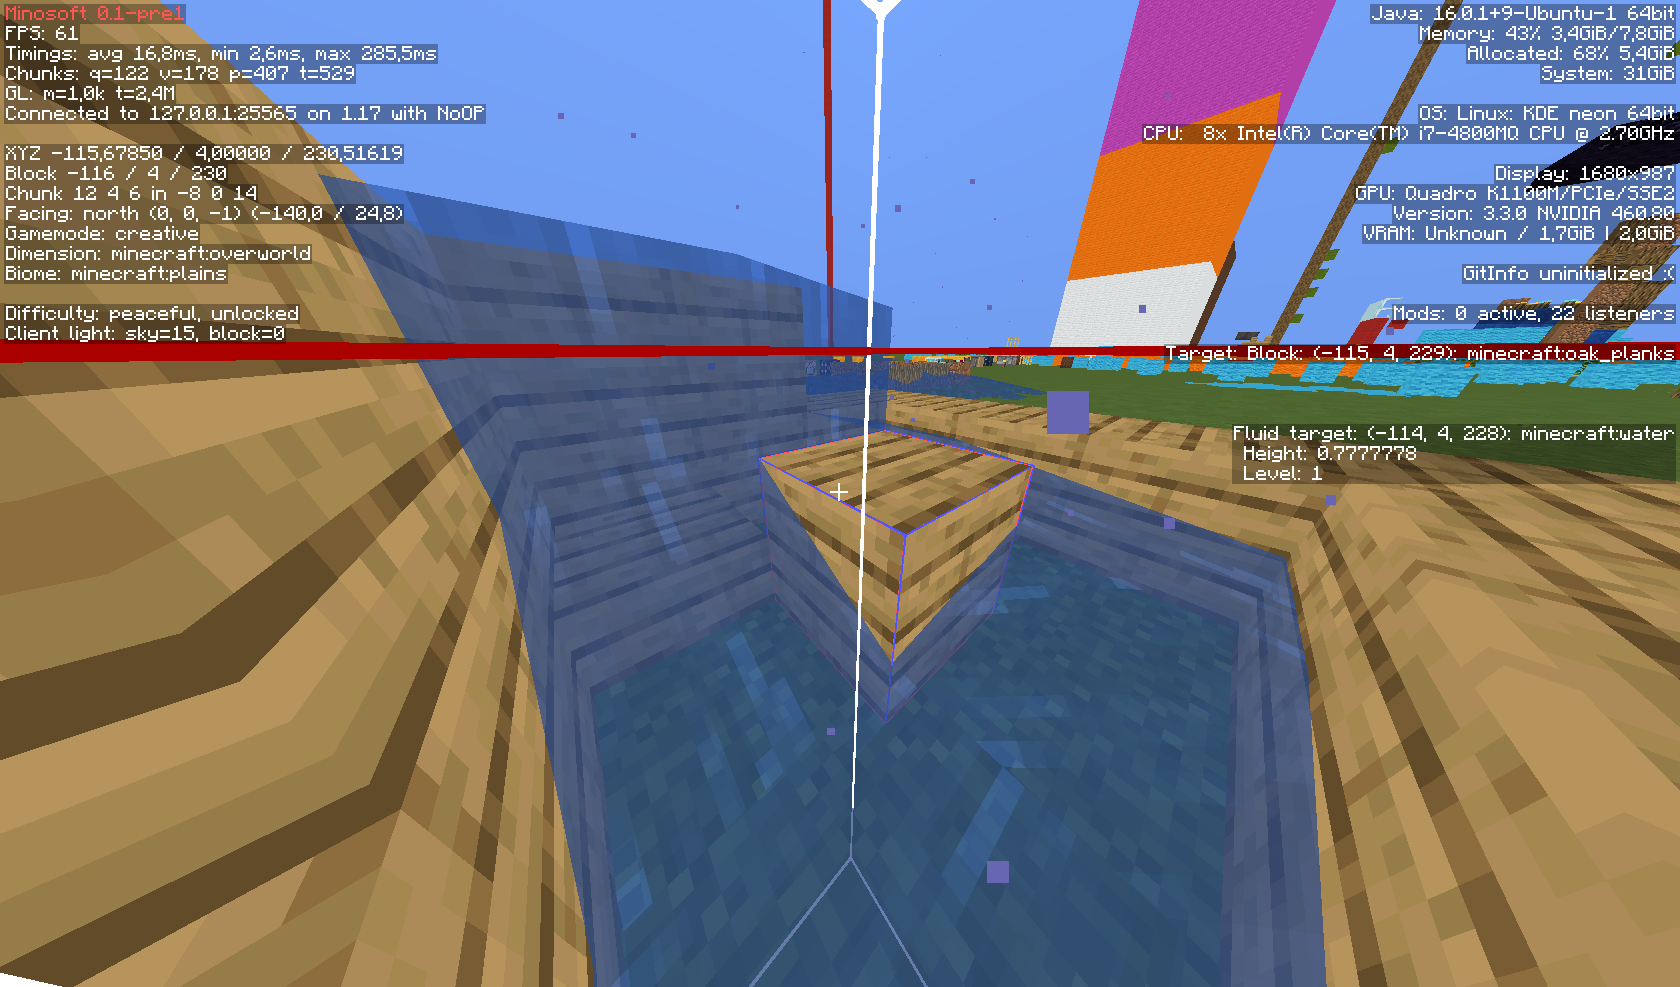 Minosoft 0.1-pre1
FPS: 61
Timings: avg 16,8ms, min 2,6ms, max 285,5ms
Chunks: q=122 v=178 p=407 t=529
GL: m=1,0k t=2,4M
Connected to 127.0.0.1:25565 on 1.17 with NoOP
XYZ -115,67850 / 4,00000 / 230,51619
Block -116 / 4 / 230
Chunk 12 4 6 in -8 0 14
Facing: north (0, 0, -1) (-140,0 / 24,8)
Gamemode: creative
Dimension: minecraft:overworld
Biome: minecraft:plains
Difficulty: peaceful, unlocked
Client light: sky=15, block=0
Java: 16.0.1+9-Ubuntu-1 64bit
Memory: 43% 3,4GiB/7,8GiB
Allocated: 68% 5,4GiB
System: 31GiB
OS: Linux: KDE neon 64bit
CPU:  8x Intel(R) Core(TM) i7-4800MQ CPU @ 2.70GHz
Display: 1680x987
GPU: Quadro K1100M/PCIe/SSE2
Version: 3.3.0 NVIDIA 460.80
VRAM: Unknown / 1,7GiB | 2,0GiB
GitInfo uninitialized :(
Mods: 0 active, 22 listeners
Target: Block: (-115, 4, 229): minecraft:oak_planks
Fluid target: (-114, 4, 228): minecraft:water
Height: 0.7777778
Level: 1